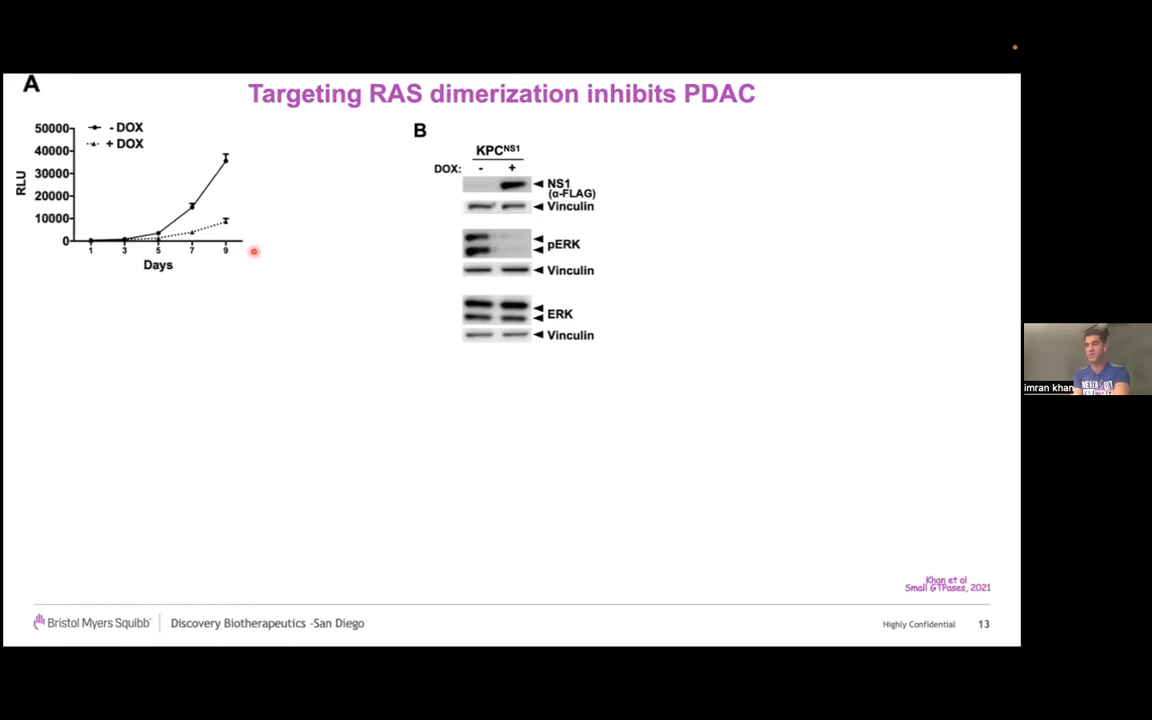 A
Targeting RAS dimerization inhibits PDAC
50000
40000
30000
20000
10000
0
RLU
- DOX
+ DOX
1 3 5 7 9
Days
B
KPCNS1
DOX: - +
NS1
(α-FLAG)
Vinculin
pERK
Vinculin
ERK
Vinculin
imran khan
NEVER
Khan et al
Small GTPases, 2021
Bristol Myers Squibb
Discovery Biotherapeutics -San Diego
Highly Confidential
13